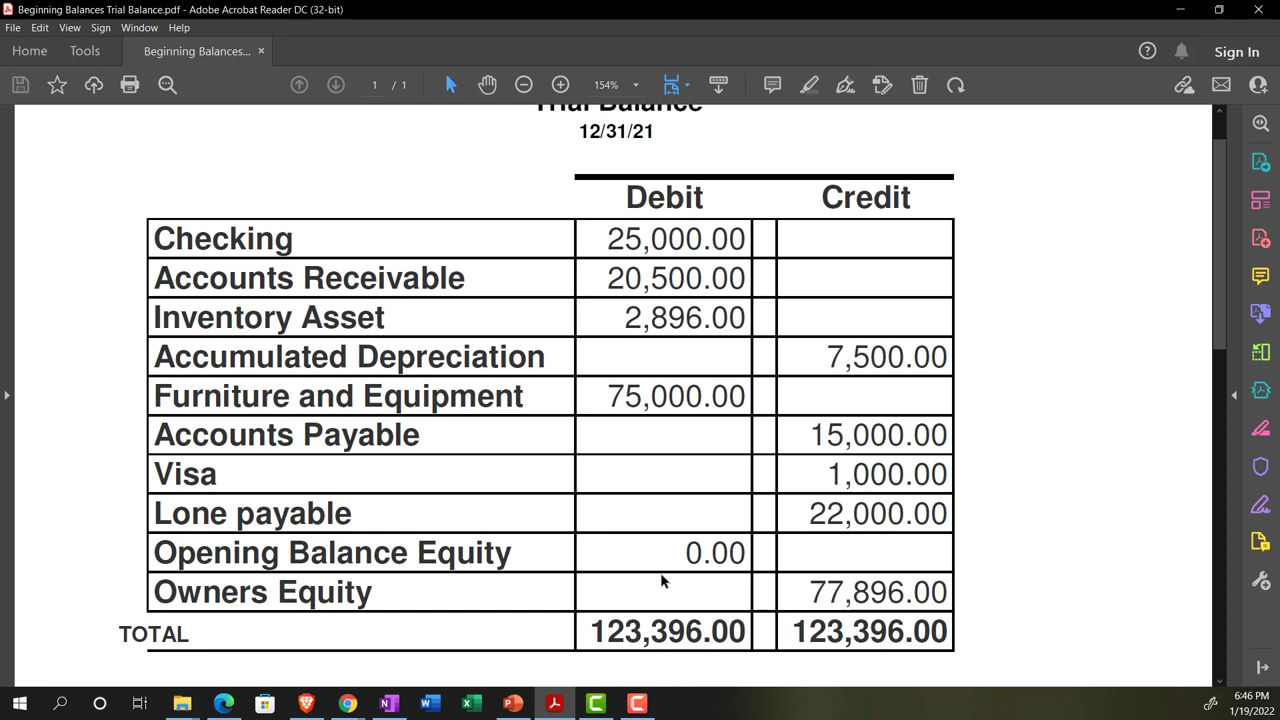 Beginning Balances Trial Balance.pdf - Adobe Acrobat Reader DC (32-bit)
File Edit View Sign Window Help
Home Tools Beginning Balances... × Sign In
1 / 1 154%
Trial Balance
12/31/21
Debit Credit
Checking 25,000.00
Accounts Receivable 20,500.00
Inventory Asset 2,896.00
Accumulated Depreciation 7,500.00
Furniture and Equipment 75,000.00
Accounts Payable 15,000.00
Visa 1,000.00
Lone payable 22,000.00
Opening Balance Equity 0.00
Owners Equity 77,896.00
TOTAL 123,396.00 123,396.00
6:46 PM
1/19/2022